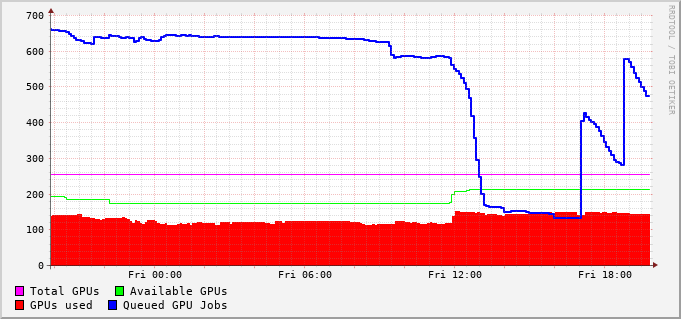 700
600
500
400
300
200
100
0
Fri 00:00 Fri 06:00 Fri 12:00 Fri 18:00
Total GPUs Available GPUs
GPUs used Queued GPU Jobs
RRDTOOL / TOBI OETIKER